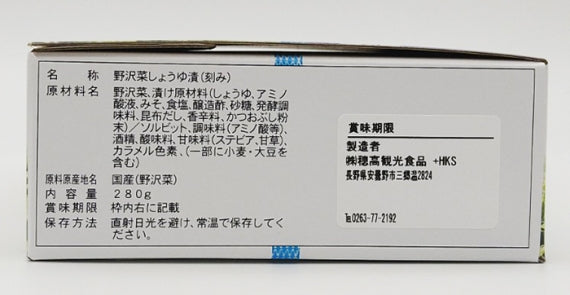 名称 野沢菜しょうゆ漬(刻み)
原材料名 野沢菜、漬け原材料(しょうゆ、アミノ
酸液、みそ、食塩、醸造酢、砂糖、発酵調
味料、昆布だし、香辛料、かつおぶし粉
末)/ソルビット、調味料(アミノ酸等)、
酒精、酸味料、甘味料(ステビア、甘草)、
カラメル色素、(一部に小麦・大豆を
含む)
原料原産地名 国産(野沢菜)
内容量 280g
賞味期限 枠内右に記載
保存方法 直射日光を避け、常温で保存してく
ださい。
賞味期限
製造者
㈱穂高観光食品 +HKS
長野県安曇野市三郷温2824
℡0263-77-2192